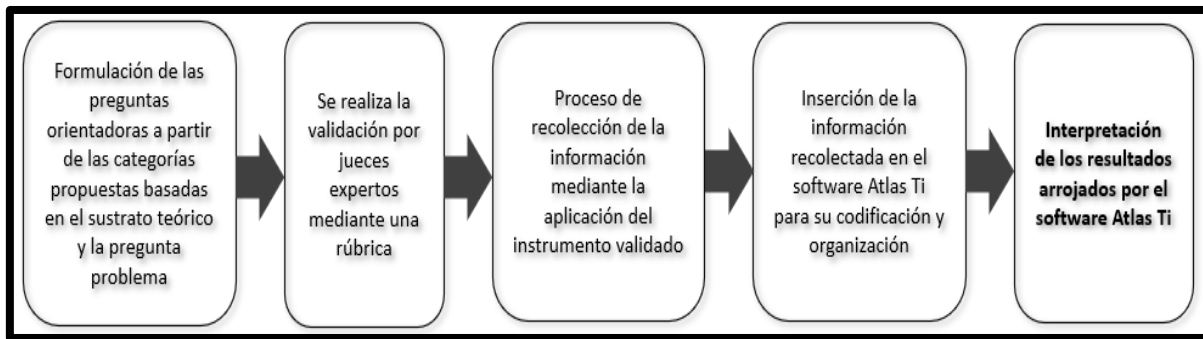 Formulación de las
preguntas
orientadoras a partir
de las categorías
propuestas basadas
en el sustrato teórico
y la pregunta
problema
Se realiza la
validación por
jueces
expertos
mediante una
rúbrica
Proceso de
recolección de la
información
mediante la
aplicación del
instrumento validado
Inserción de la
información
recolectada en el
software Atlas Ti
para su codificación y
organización
Interpretación
de los resultados
arrojados por el
software Atlas Ti